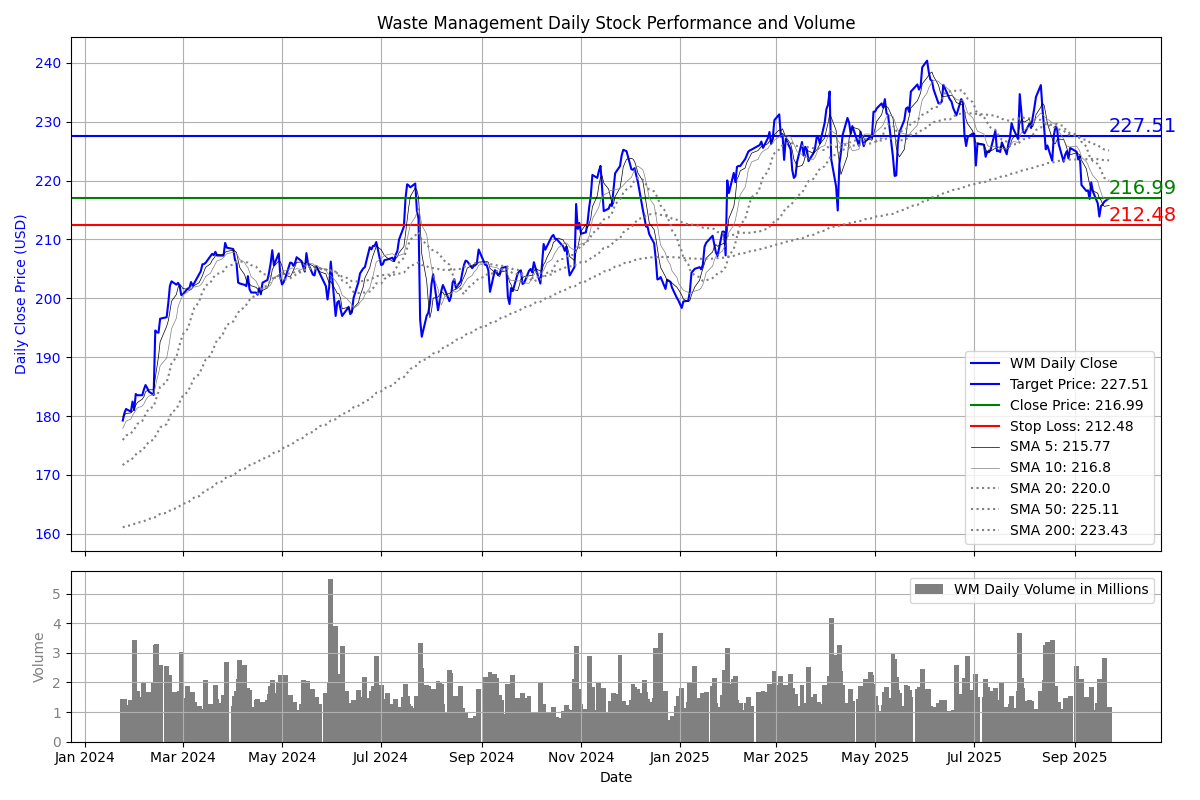 Waste Management Daily Stock Performance and Volume
Daily Close Price (USD)
240
230
220
210
200
190
180
170
160
227.51
216.99
212.48
WM Daily Close
Target Price: 227.51
Close Price: 216.99
Stop Loss: 212.48
SMA 5: 215.77
SMA 10: 216.8
SMA 20: 220.0
SMA 50: 225.11
SMA 200: 223.43
Volume
5
4
3
2
1
0
WM Daily Volume in Millions
Jan 2024 Mar 2024 May 2024 Jul 2024 Sep 2024 Nov 2024 Jan 2025 Mar 2025 May 2025 Jul 2025 Sep 2025
Date